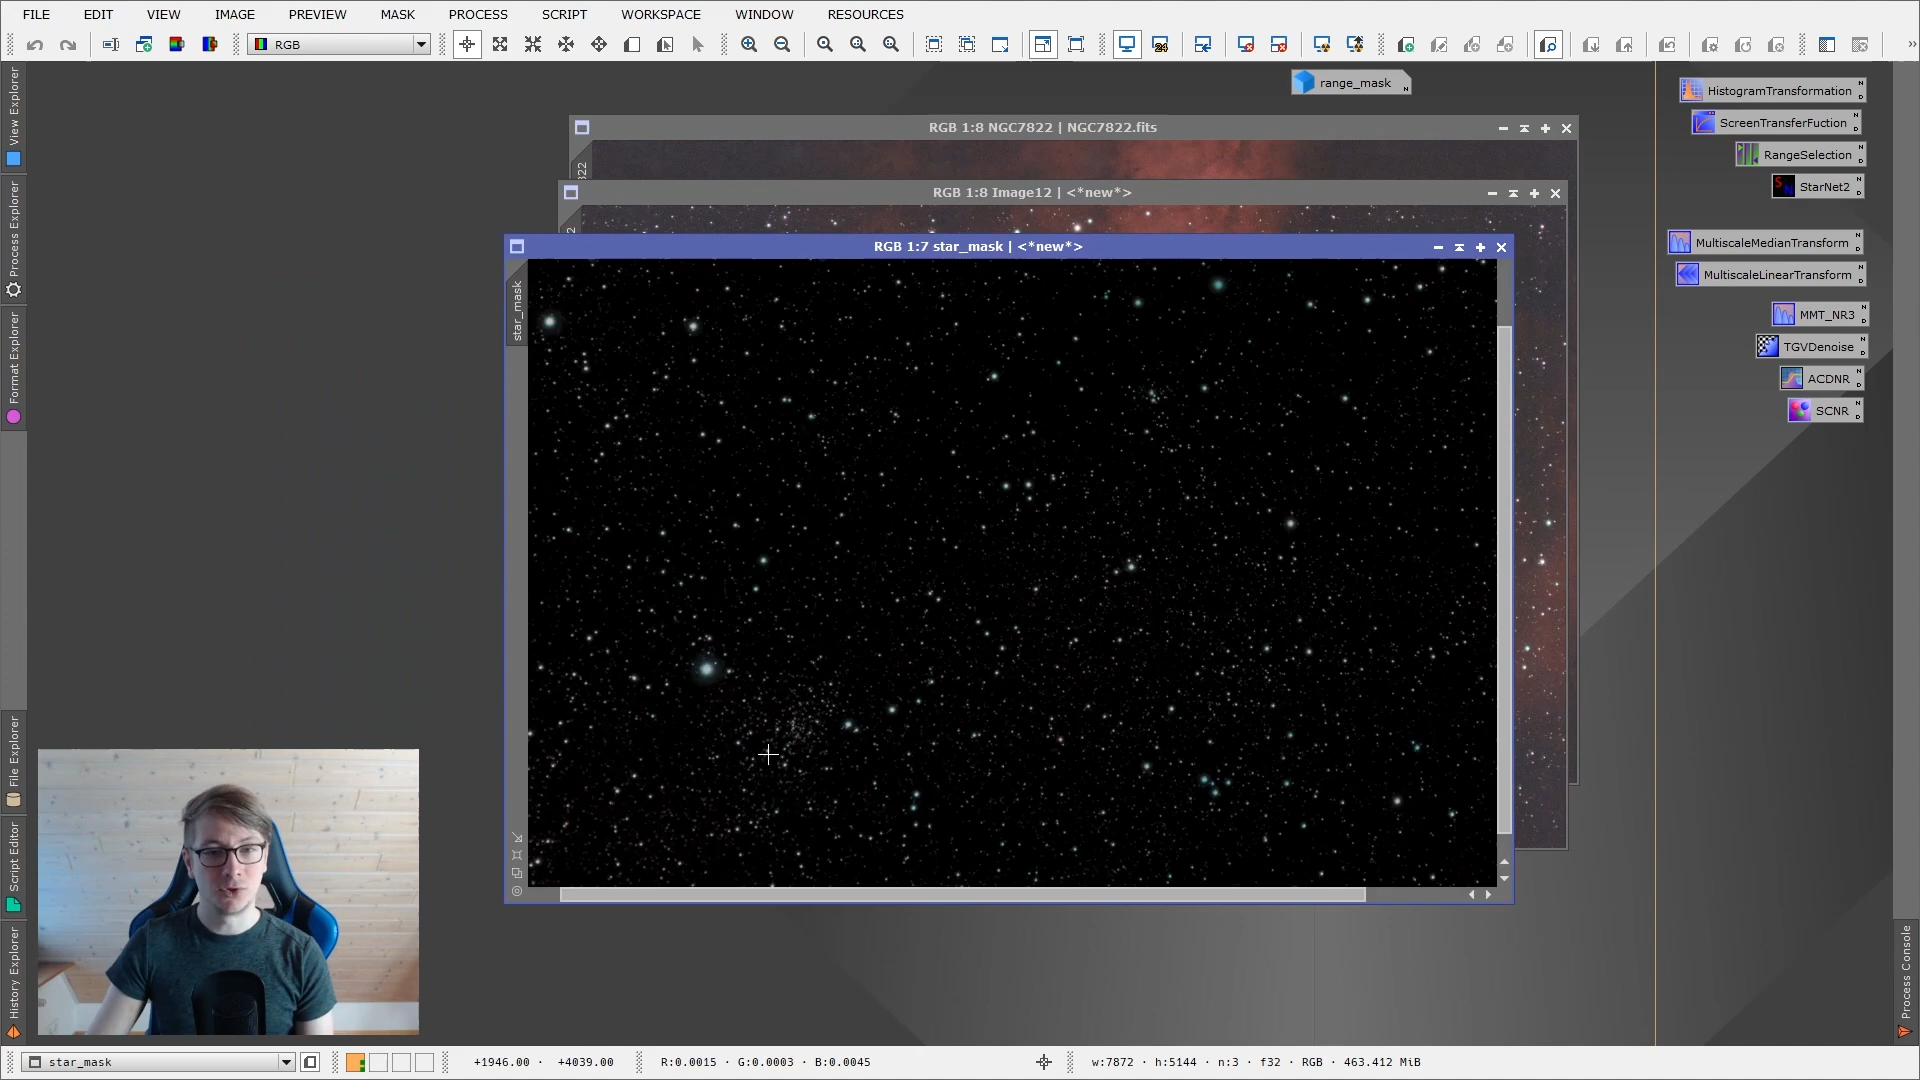 FILE EDIT VIEW IMAGE PREVIEW MASK PROCESS SCRIPT WORKSPACE WINDOW RESOURCES
RGB
24
range_mask
N
RGB 1:8 NGC7822 | NGC7822.fits
RGB 1:8 Image12 | <*new*>
RGB 1:7 star_mask | <*new*>
822
2
star_mask
HistogramTransformation
N D
ScreenTransferFuction
N D
RangeSelection
N D
StarNet2
N D
MultiscaleMedianTransform
N D
MultiscaleLinearTransform
N D
MMT_NR3
N D
TGVDenoise
N D
ACDNR
N D
SCNR
N D
View Explorer
Process Explorer
Format Explorer
File Explorer
Script Editor
History Explorer
Process Console
star_mask
+1946.00 · +4039.00
R:0.0015 · G:0.0003 · B:0.0045
w:7872 · h:5144 · n:3 · f32 · RGB · 463.412 MiB